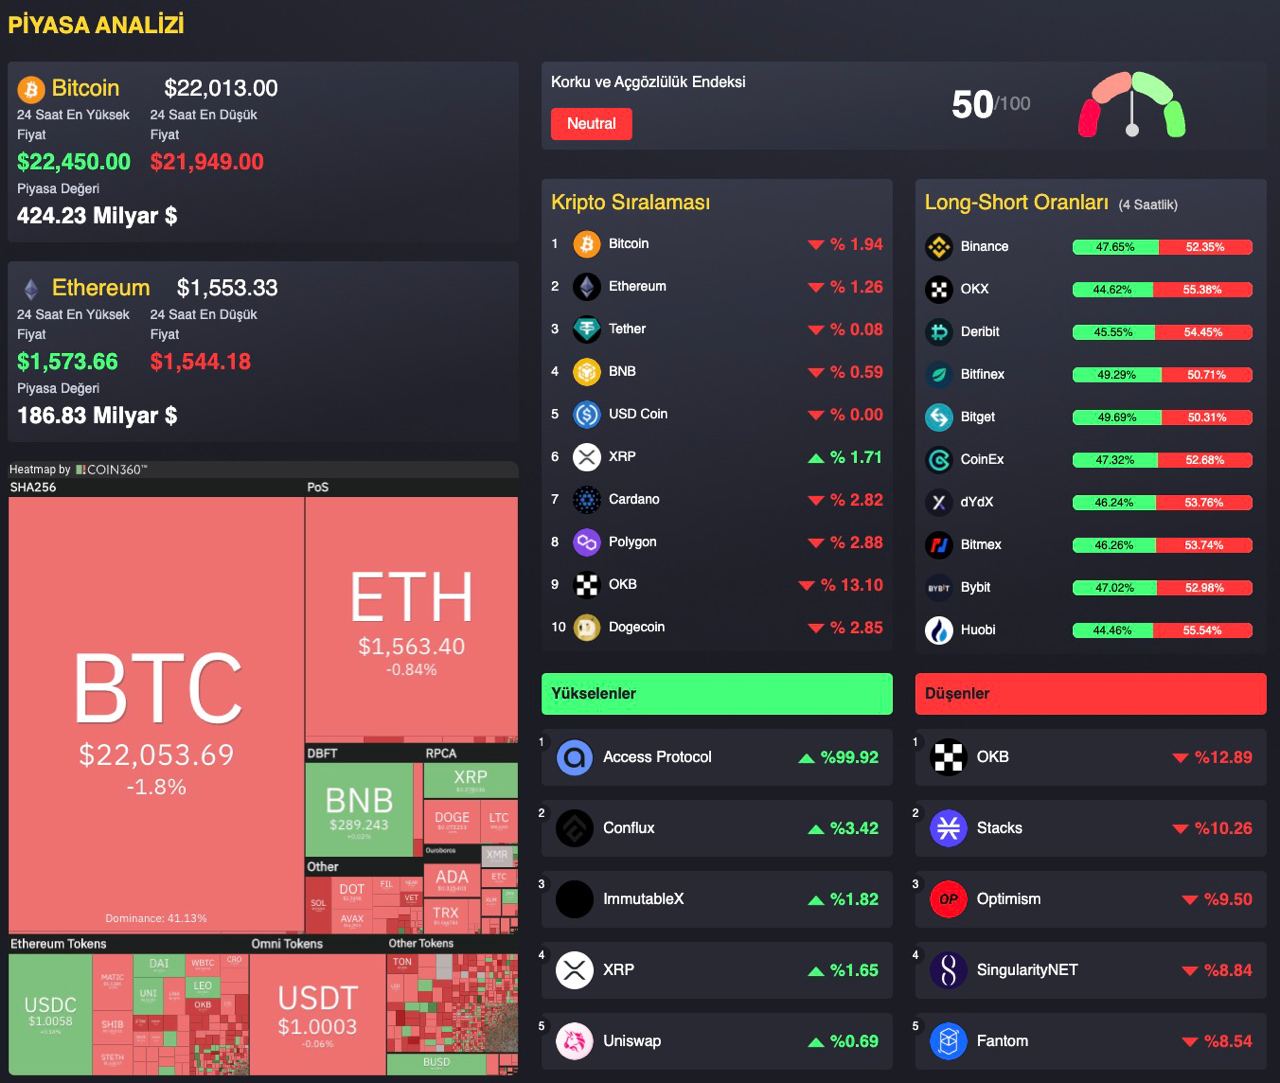 PİYASA ANALİZİ
Bitcoin $22,013.00
24 Saat En Yüksek Fiyat
24 Saat En Düşük Fiyat
$22,450.00 $21,949.00
Piyasa Değeri
424.23 Milyar $
Ethereum $1,553.33
24 Saat En Yüksek Fiyat
24 Saat En Düşük Fiyat
$1,573.66 $1,544.18
Piyasa Değeri
186.83 Milyar $
Heatmap by COIN360™
SHA256
BTC
$22,053.69
-1.8%
Dominance: 41.13%
PoS
ETH
$1,563.40
-0.84%
DBFT
BNB
$289.243
+0.02%
RPCA
XRP
DOGE
LTC
Ouroboros
ADA
XMR
ETC
TRX
XLM
Other
SOL
DOT
AVAX
FIL
VET
Ethereum Tokens
USDC
$1.0058
MATIC
SHIB
STETH
DAI
UNI
WBTC
CRO
LEO
OKB
Omni Tokens
USDT
$1.0003
-0.06%
Other Tokens
TON
BUSD
Korku ve Açgözlülük Endeksi
Neutral
50/100
Kripto Sıralaması
1 Bitcoin % 1.94
2 Ethereum % 1.26
3 Tether % 0.08
4 BNB % 0.59
5 USD Coin % 0.00
6 XRP % 1.71
7 Cardano % 2.82
8 Polygon % 2.88
9 OKB % 13.10
10 Dogecoin % 2.85
Long-Short Oranları (4 Saatlik)
Binance 47.65% 52.35%
OKX 44.62% 55.38%
Deribit 45.55% 54.45%
Bitfinex 49.29% 50.71%
Bitget 49.69% 50.31%
CoinEx 47.32% 52.68%
dYdX 46.24% 53.76%
Bitmex 46.26% 53.74%
BYBIT Bybit 47.02% 52.98%
Huobi 44.46% 55.54%
Yükselenler
1 Access Protocol %99.92
2 Conflux %3.42
3 ImmutableX %1.82
4 XRP %1.65
5 Uniswap %0.69
Düşenler
1 OKB %12.89
2 Stacks %10.26
3 OP Optimism %9.50
4 SingularityNET %8.84
5 Fantom %8.54